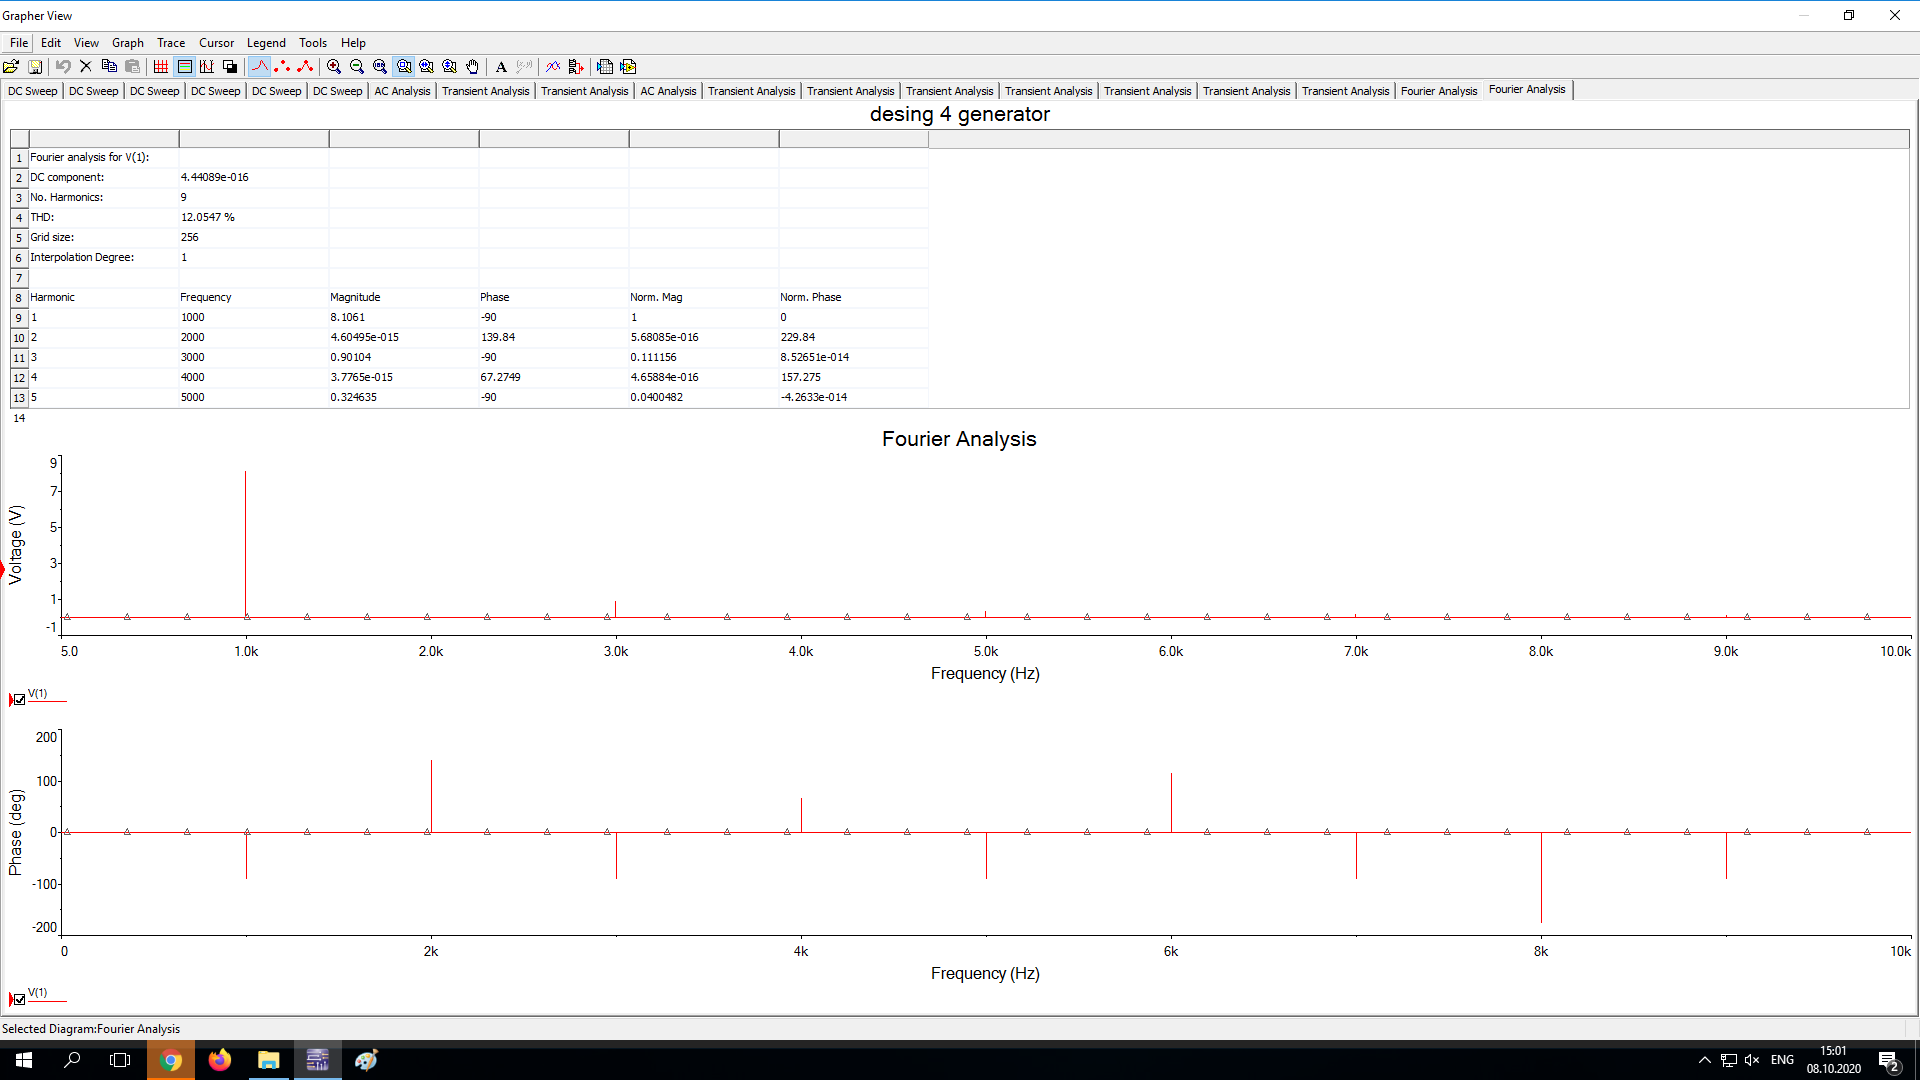 Grapher View
File Edit View Graph Trace Cursor Legend Tools Help
DC Sweep DC Sweep DC Sweep DC Sweep DC Sweep DC Sweep AC Analysis Transient Analysis Transient Analysis AC Analysis Transient Analysis Transient Analysis Transient Analysis Transient Analysis Transient Analysis Transient Analysis Transient Analysis Fourier Analysis Fourier Analysis
desing 4 generator
1 Fourier analysis for V(1):
2 DC component: 4.44089e-016
3 No. Harmonics: 9
4 THD: 12.0547 %
5 Grid size: 256
6 Interpolation Degree: 1
7
8 Harmonic Frequency Magnitude Phase Norm. Mag Norm. Phase
9 1 1000 8.1061 -90 1 0
10 2 2000 4.60495e-015 139.84 5.68085e-016 229.84
11 3 3000 0.90104 -90 0.111156 8.52651e-014
12 4 4000 3.7765e-015 67.2749 4.65884e-016 157.275
13 5 5000 0.324635 -90 0.0400482 -4.2633e-014
14
Fourier Analysis
Voltage (V)
9
7
5
3
1
-1
5.0 1.0k 2.0k 3.0k 4.0k 5.0k 6.0k 7.0k 8.0k 9.0k 10.0k
Frequency (Hz)
V(1)
Phase (deg)
200
100
0
-100
-200
0 2k 4k 6k 8k 10k
Frequency (Hz)
V(1)
Selected Diagram:Fourier Analysis
ENG
15:01
08.10.2020
2